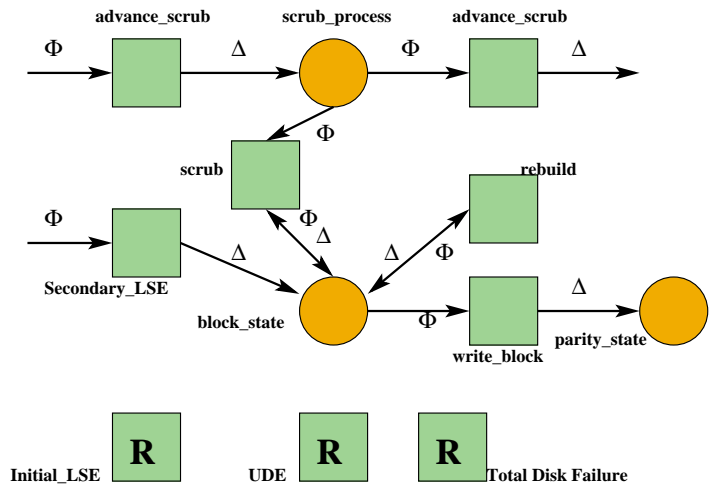 advance_scrub scrub_process advance_scrub
Φ Δ Φ Δ
Φ
scrub rebuild
Φ Φ
Δ Δ Δ Φ
Secondary_LSE Δ
block_state Φ parity_state
write_block
R R R
Initial_LSE UDE Total Disk Failure